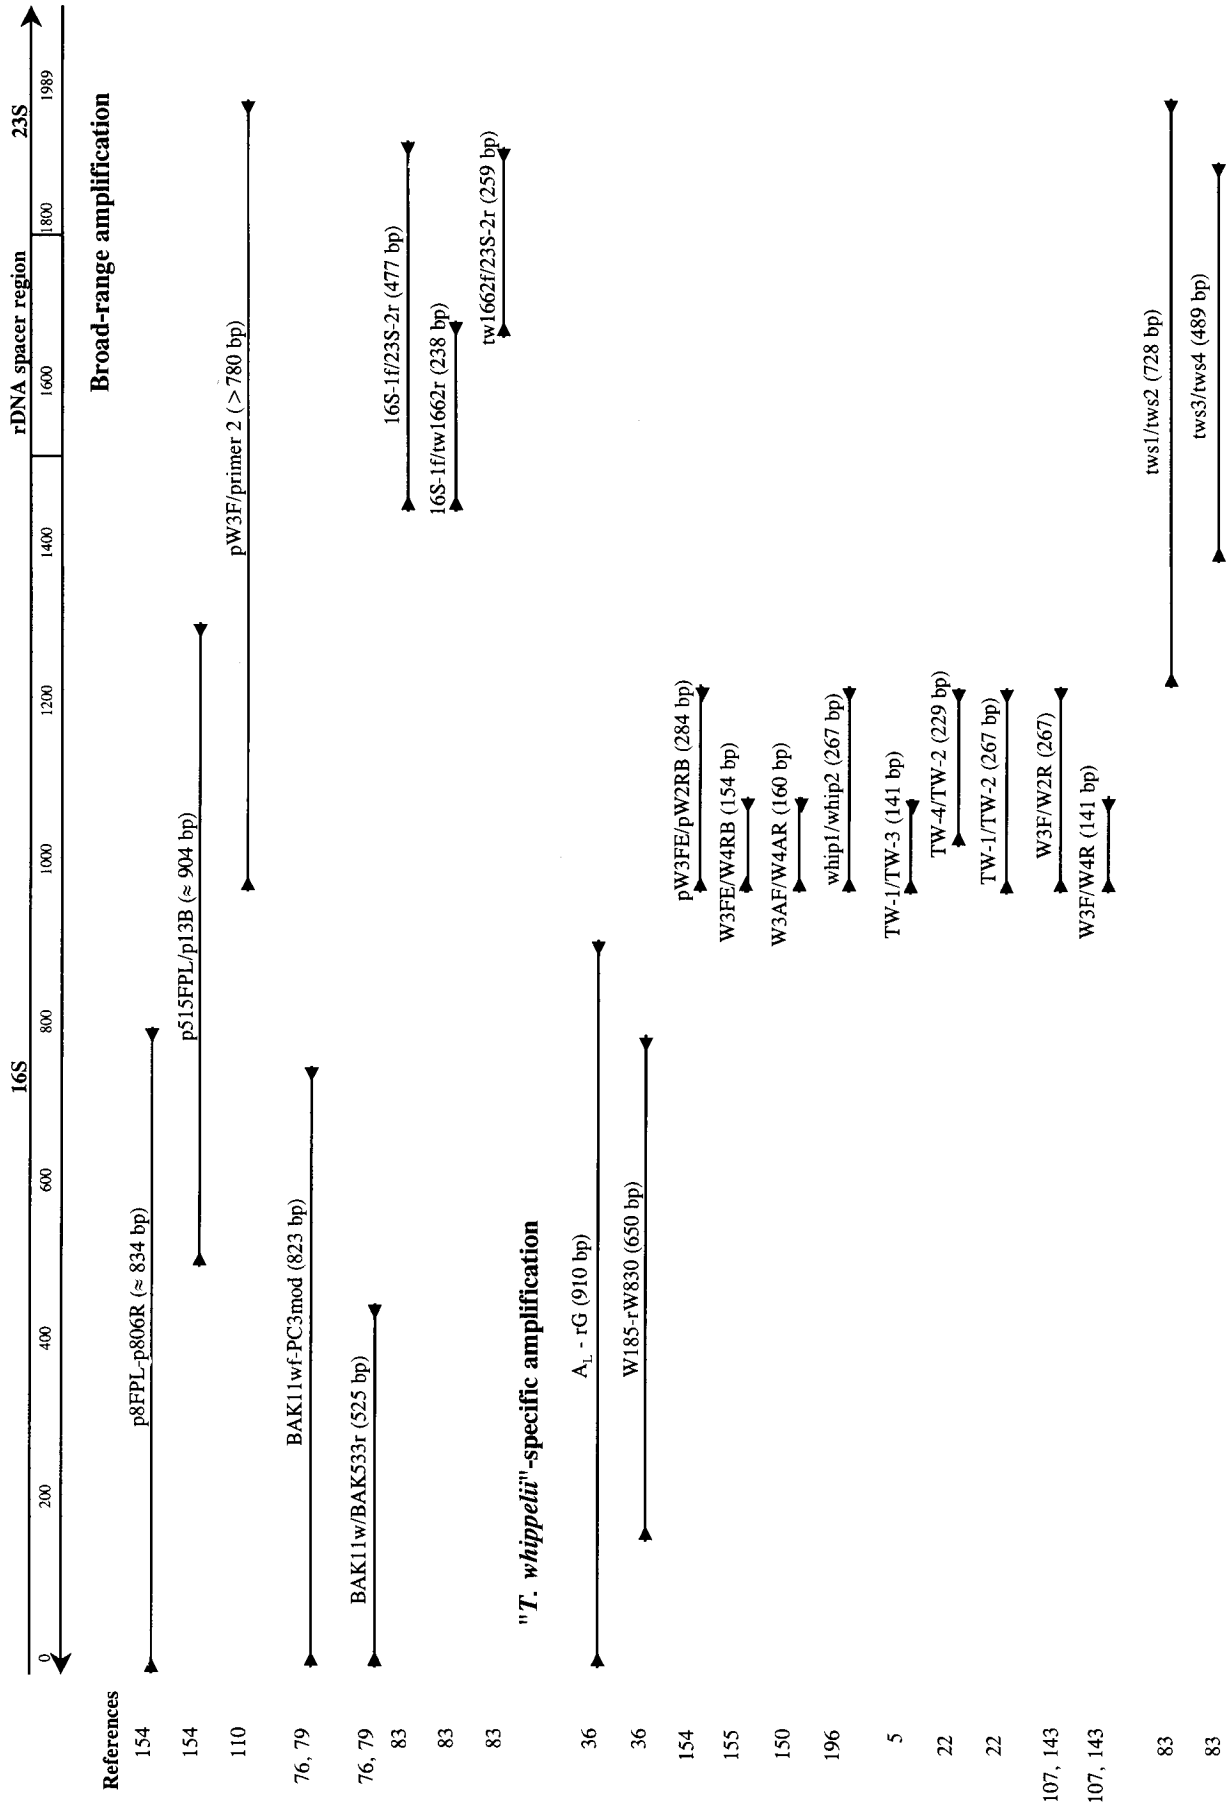 16S rDNA spacer region 23S
0 200 400 600 800 1000 1200 1400 1600 1800 1989
References
Broad-range amplification
154 p8FPL-p806R (≈ 834 bp)
154 p515FPL/p13B (≈ 904 bp)
110 pW3F/primer 2 (> 780 bp)
76, 79 BAK11wf-PC3mod (823 bp)
76, 79 BAK11w/BAK533r (525 bp)
83 16S-1f/23S-2r (477 bp)
83 16S-1f/tw1662r (238 bp)
83 tw1662f/23S-2r (259 bp)
"T. whippelii"-specific amplification
36 A_L - rG (910 bp)
36 W185-rW830 (650 bp)
154 pW3FE/pW2RB (284 bp)
155 W3FE/W4RB (154 bp)
150 W3AF/W4AR (160 bp)
196 whip1/whip2 (267 bp)
5 TW-1/TW-3 (141 bp)
22 TW-4/TW-2 (229 bp)
22 TW-1/TW-2 (267 bp)
107, 143 W3F/W2R (267)
107, 143 W3F/W4R (141 bp)
83 tws1/tws2 (728 bp)
83 tws3/tws4 (489 bp)